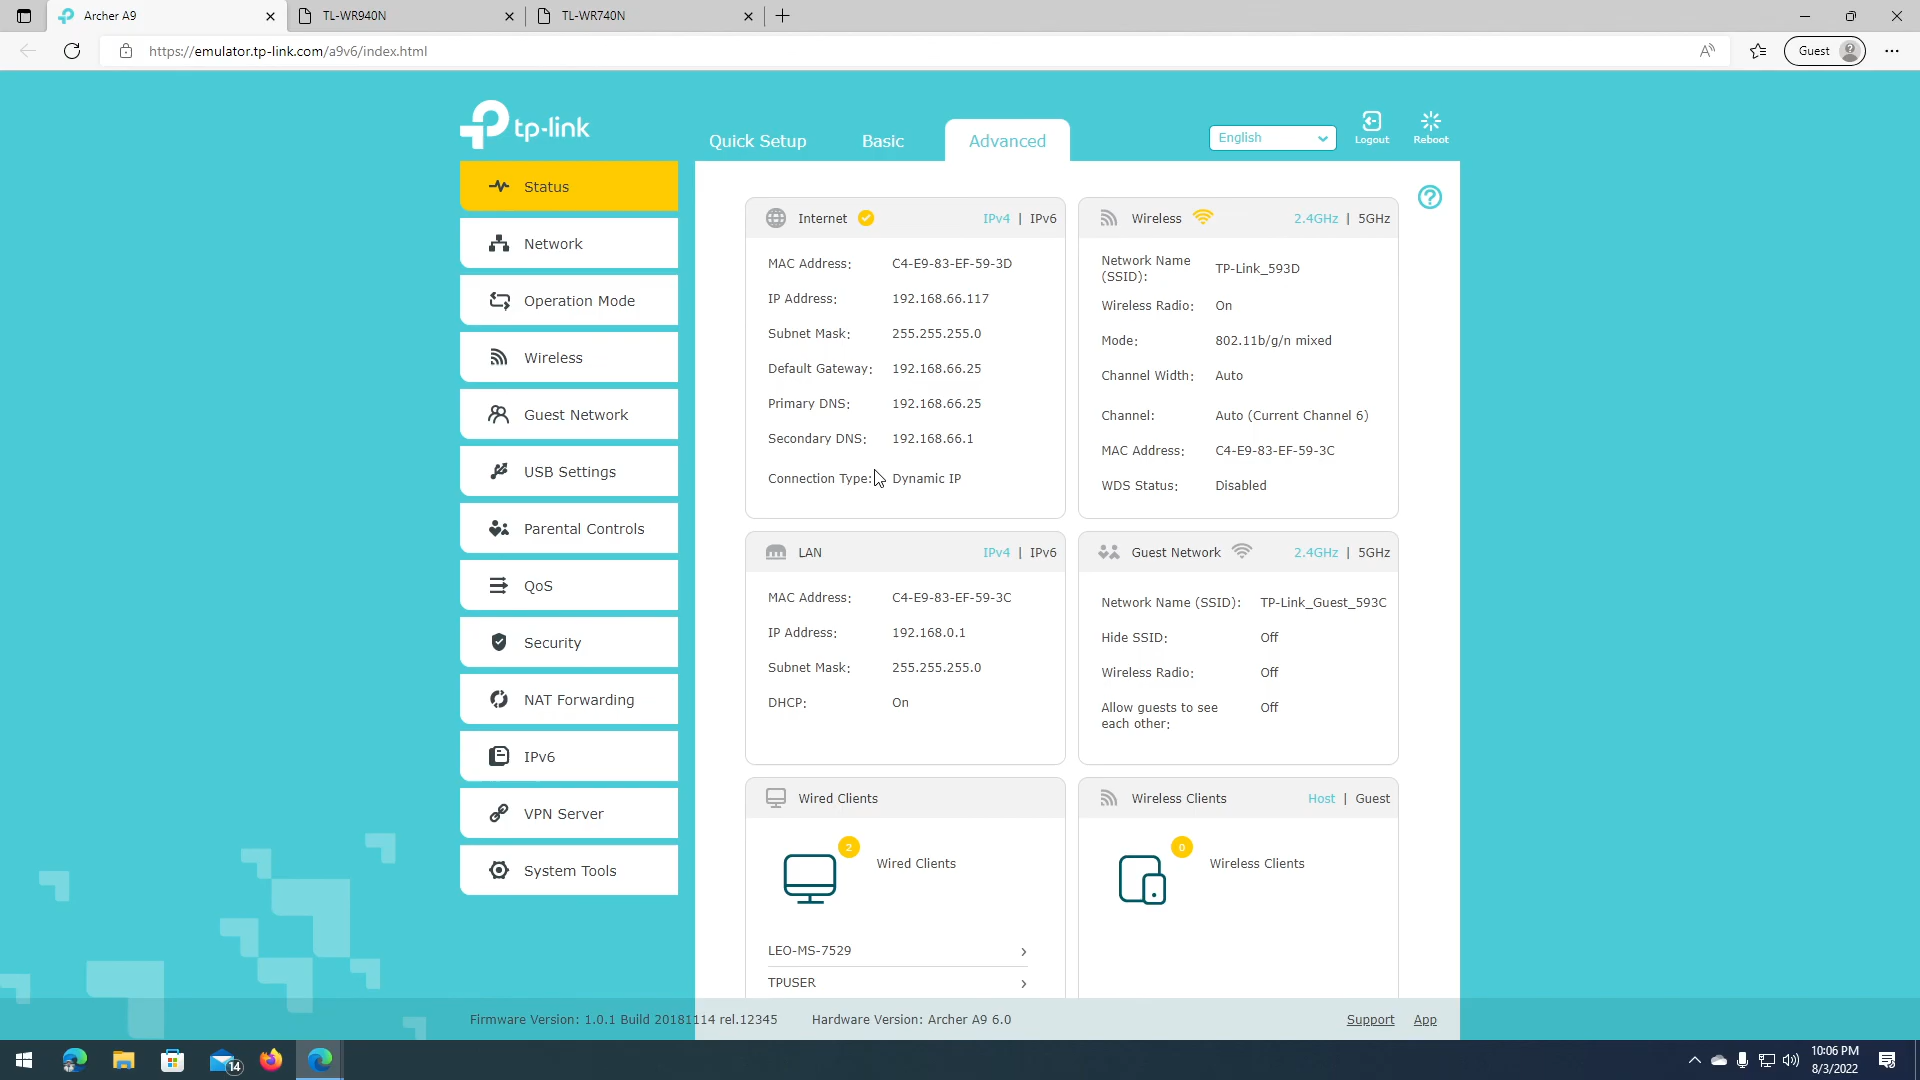 Archer A9
TL-WR940N
TL-WR740N
https://emulator.tp-link.com/a9v6/index.html
Guest
tp-link
Quick Setup
Basic
Advanced
English
Logout
Reboot
Status
Network
Operation Mode
Wireless
Guest Network
USB Settings
Parental Controls
QoS
Security
NAT Forwarding
IPv6
VPN Server
System Tools
Internet IPv4 | IPv6
MAC Address: C4-E9-83-EF-59-3D
IP Address: 192.168.66.117
Subnet Mask: 255.255.255.0
Default Gateway: 192.168.66.25
Primary DNS: 192.168.66.25
Secondary DNS: 192.168.66.1
Connection Type: Dynamic IP
Wireless 2.4GHz | 5GHz
Network Name
(SSID): TP-Link_593D
Wireless Radio: On
Mode: 802.11b/g/n mixed
Channel Width: Auto
Channel: Auto (Current Channel 6)
MAC Address: C4-E9-83-EF-59-3C
WDS Status: Disabled
LAN IPv4 | IPv6
MAC Address: C4-E9-83-EF-59-3C
IP Address: 192.168.0.1
Subnet Mask: 255.255.255.0
DHCP: On
Guest Network 2.4GHz | 5GHz
Network Name (SSID): TP-Link_Guest_593C
Hide SSID: Off
Wireless Radio: Off
Allow guests to see Off
each other:
Wired Clients
2
Wired Clients
LEO-MS-7529
TPUSER
Wireless Clients Host | Guest
0
Wireless Clients
Firmware Version: 1.0.1 Build 20181114 rel.12345 Hardware Version: Archer A9 6.0
Support App
14
10:06 PM
8/3/2022